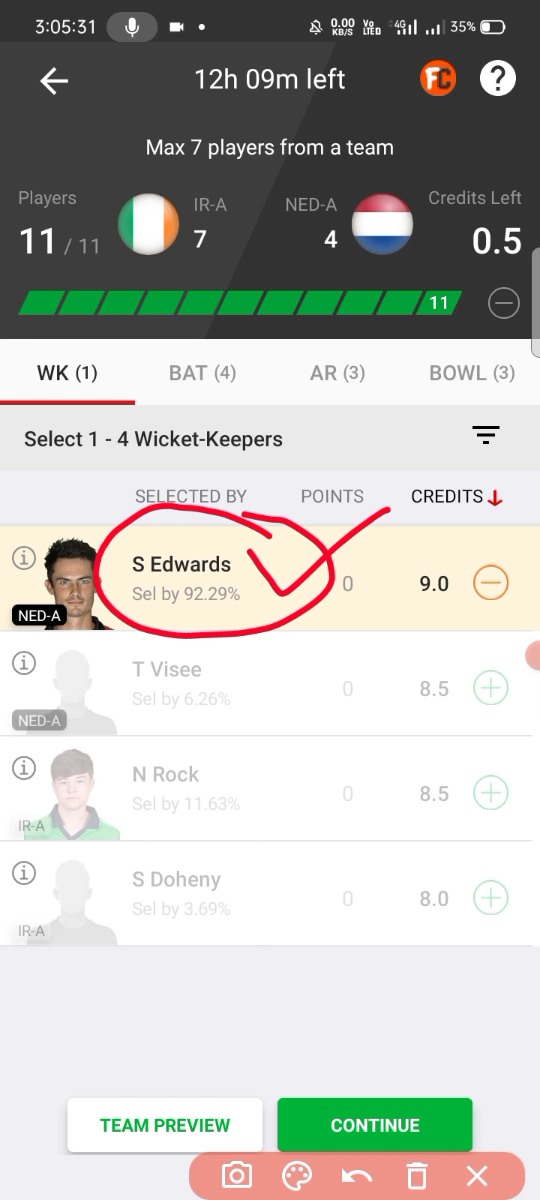 3:05:31 0.00 KB/S Vo LTED 4G 35%
12h 09m left FC ?
Max 7 players from a team
Players IR-A NED-A Credits Left
11 / 11 7 4 0.5
11
WK (1) BAT (4) AR (3) BOWL (3)
Select 1 - 4 Wicket-Keepers
SELECTED BY POINTS CREDITS
S Edwards
Sel by 92.29% 0 9.0
NED-A
T Visee
Sel by 6.26% 0 8.5
NED-A
N Rock
Sel by 11.63% 0 8.5
IR-A
S Doheny
Sel by 3.69% 0 8.0
IR-A
TEAM PREVIEW CONTINUE